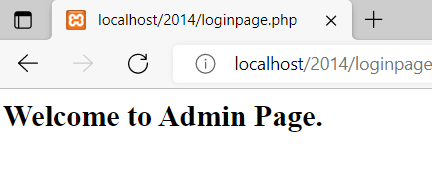 localhost/2014/loginpage.php
localhost/2014/loginpage
Welcome to Admin Page.